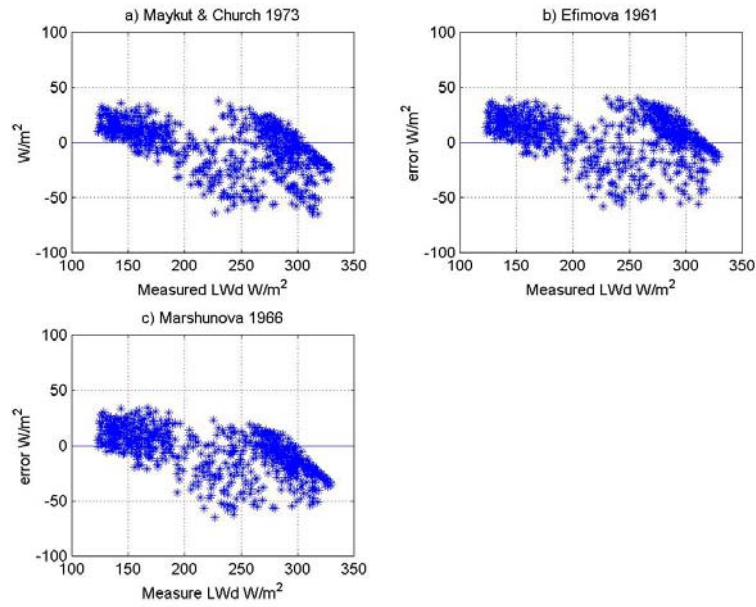 a) Maykut & Church 1973
100
50
0
-50
-100
W/m²
100 150 200 250 300 350
Measured LWd W/m²
b) Efimova 1961
100
50
0
-50
-100
error W/m²
100 150 200 250 300 350
Measured LWd W/m²
c) Marshunova 1966
100
50
0
-50
-100
error W/m²
100 150 200 250 300 350
Measure LWd W/m²